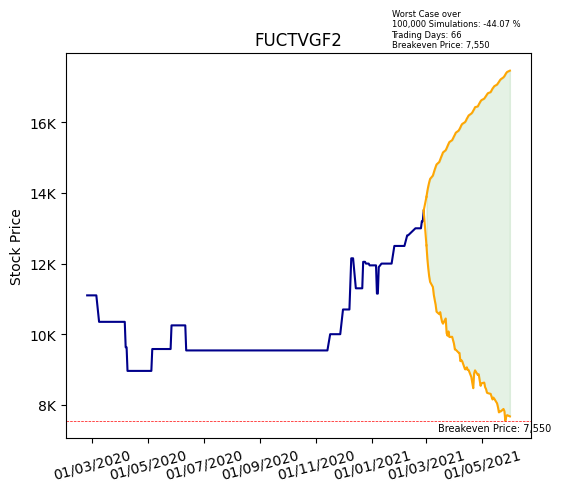 Worst Case over
100,000 Simulations: -44.07 %
Trading Days: 66
Breakeven Price: 7,550
FUCTVGF2
Stock Price
16K
14K
12K
10K
8K
Breakeven Price: 7,550
01/03/2020
01/05/2020
01/07/2020
01/09/2020
01/11/2020
01/01/2021
01/03/2021
01/05/2021